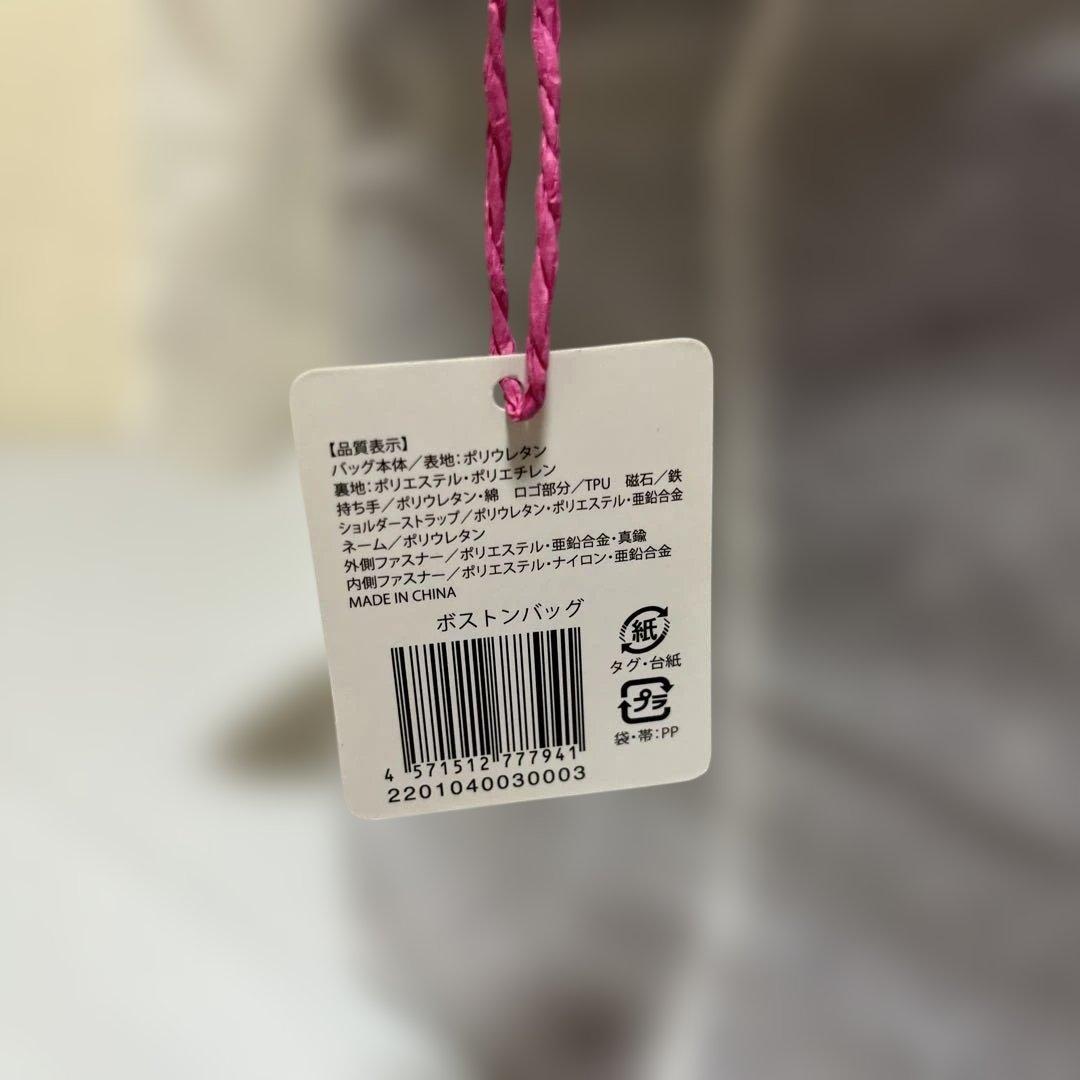 【品質表示】
バッグ本体／表地：ポリウレタン
裏地：ポリエステル・ポリエチレン
持ち手／ポリウレタン・綿　ロゴ部分／TPU　磁石／鉄
ショルダーストラップ／ポリウレタン・ポリエステル・亜鉛合金
ネーム／ポリウレタン
外側ファスナー／ポリエステル・亜鉛合金・真鍮
内側ファスナー／ポリエステル・ナイロン・亜鉛合金
MADE IN CHINA
ボストンバッグ
4 571512 777941
2201040030003
紙
タグ・台紙
プラ
袋・帯：PP